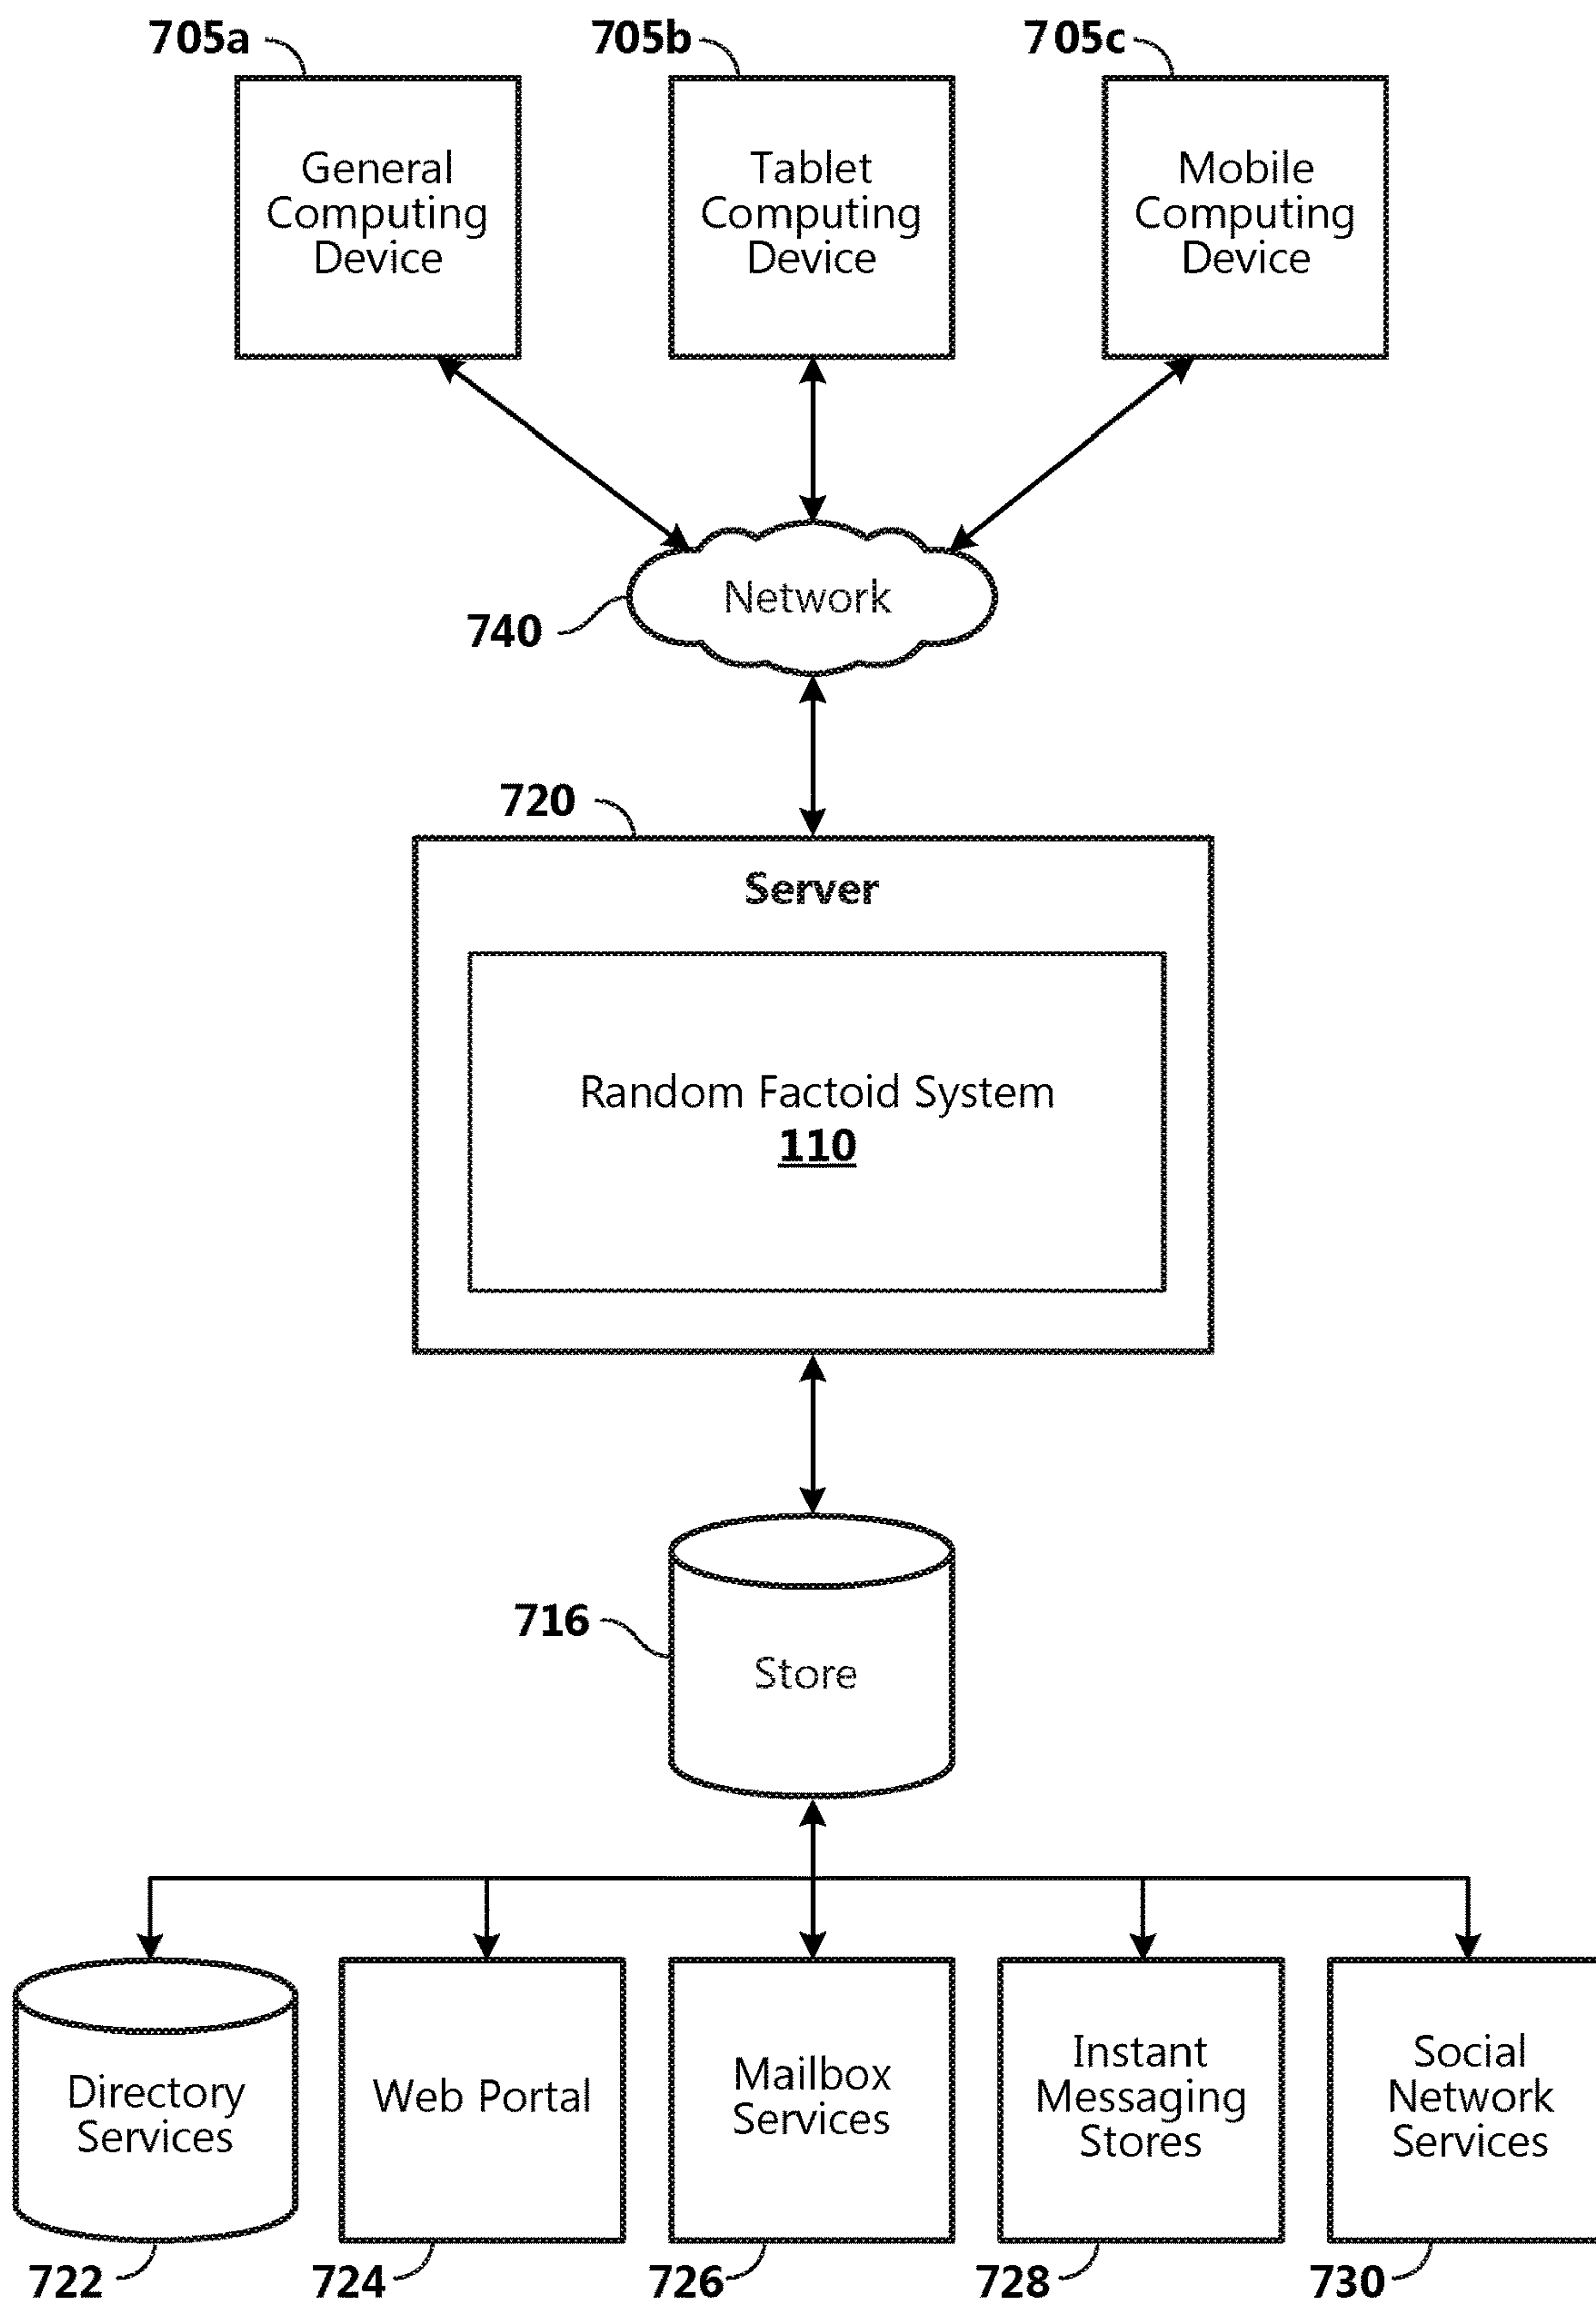 705a
705b
705c
General
Computing
Device
Tablet
Computing
Device
Mobile
Computing
Device
Network
740
720
Server
Random Factoid System
110
716
Store
Directory
Services
Web Portal
Mailbox
Services
Instant
Messaging
Stores
Social
Network
Services
722
724
726
728
730